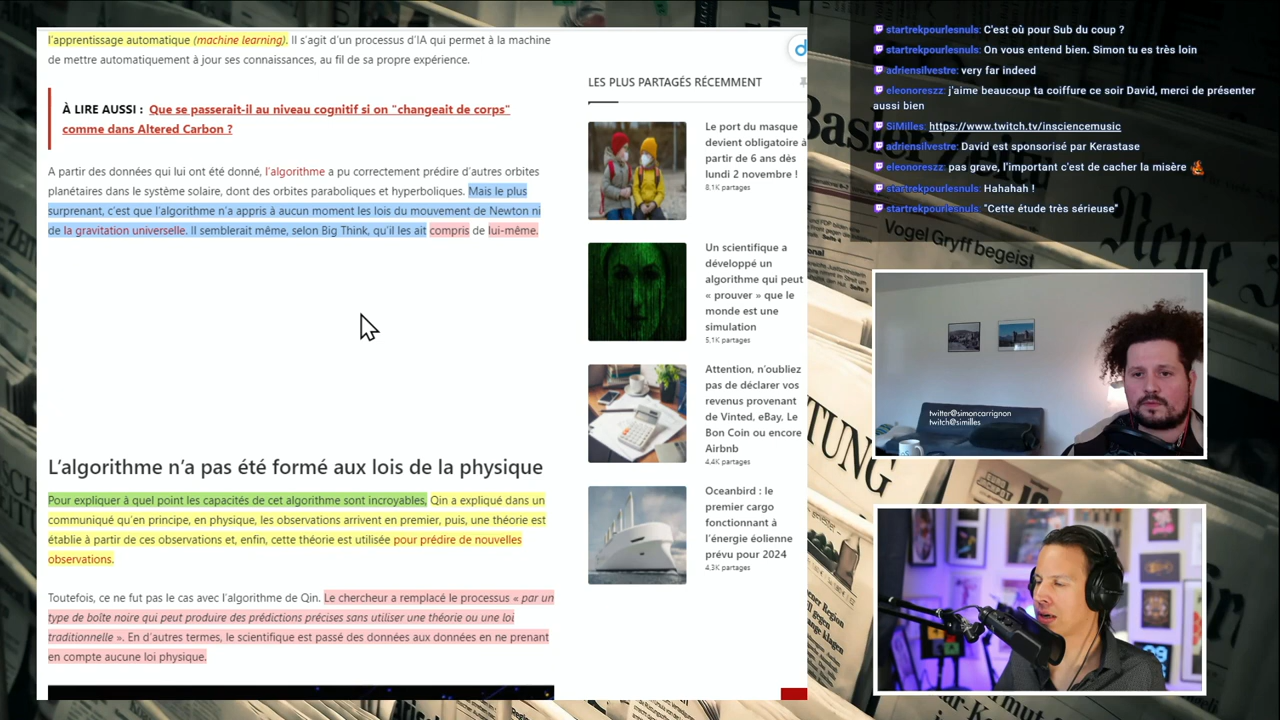 l'apprentissage automatique (machine learning). Il s'agit d'un processus d'IA qui permet à la machine
de mettre automatiquement à jour ses connaissances, au fil de sa propre expérience.
À LIRE AUSSI : Que se passerait-il au niveau cognitif si on "changeait de corps"
comme dans Altered Carbon ?
A partir des données qui lui ont été donné, l'algorithme a pu correctement prédire d'autres orbites
planétaires dans le système solaire, dont des orbites paraboliques et hyperboliques. Mais le plus
surprenant, c'est que l'algorithme n'a appris à aucun moment les lois du mouvement de Newton ni
de la gravitation universelle. Il semblerait même, selon Big Think, qu'il les ait compris de lui-même.
L'algorithme n'a pas été formé aux lois de la physique
Pour expliquer à quel point les capacités de cet algorithme sont incroyables, Qin a expliqué dans un
communiqué qu'en principe, en physique, les observations arrivent en premier, puis, une théorie est
établie à partir de ces observations et, enfin, cette théorie est utilisée pour prédire de nouvelles
observations.
Toutefois, ce ne fut pas le cas avec l'algorithme de Qin. Le chercheur a remplacé le processus « par un
type de boîte noire qui peut produire des prédictions précises sans utiliser une théorie ou une loi
traditionnelle ». En d'autres termes, le scientifique est passé des données aux données en ne prenant
en compte aucune loi physique.
LES PLUS PARTAGÉS RÉCEMMENT
Le port du masque
devient obligatoire à
partir de 6 ans dès
lundi 2 novembre !
8,1K partages
Un scientifique a
développé un
algorithme qui peut
« prouver » que le
monde est une
simulation
5,1K partages
Attention, n'oubliez
pas de déclarer vos
revenus provenant
de Vinted, eBay, Le
Bon Coin ou encore
Airbnb
4,4K partages
Oceanbird : le
premier cargo
fonctionnant à
l'énergie éolienne
prévu pour 2024
4,3K partages
startrekpourlesnuls: C'est où pour Sub du coup ?
startrekpourlesnuls: On vous entend bien. Simon tu es très loin
adriensilvestre: very far indeed
eleonoreszz: j'aime beaucoup ta coiffure ce soir David, merci de présenter
aussi bien
SiMilles: https://www.twitch.tv/insciencemusic
adriensilvestre: David est sponsorisé par Kerastase
eleonoreszz: pas grave, l'important c'est de cacher la misère
startrekpourlesnuls: Hahahah !
startrekpourlesnuls: "Cette étude très sérieuse"
Vogel Gryff begeist
Neue
twitter@simoncarrignon
twitch@similles